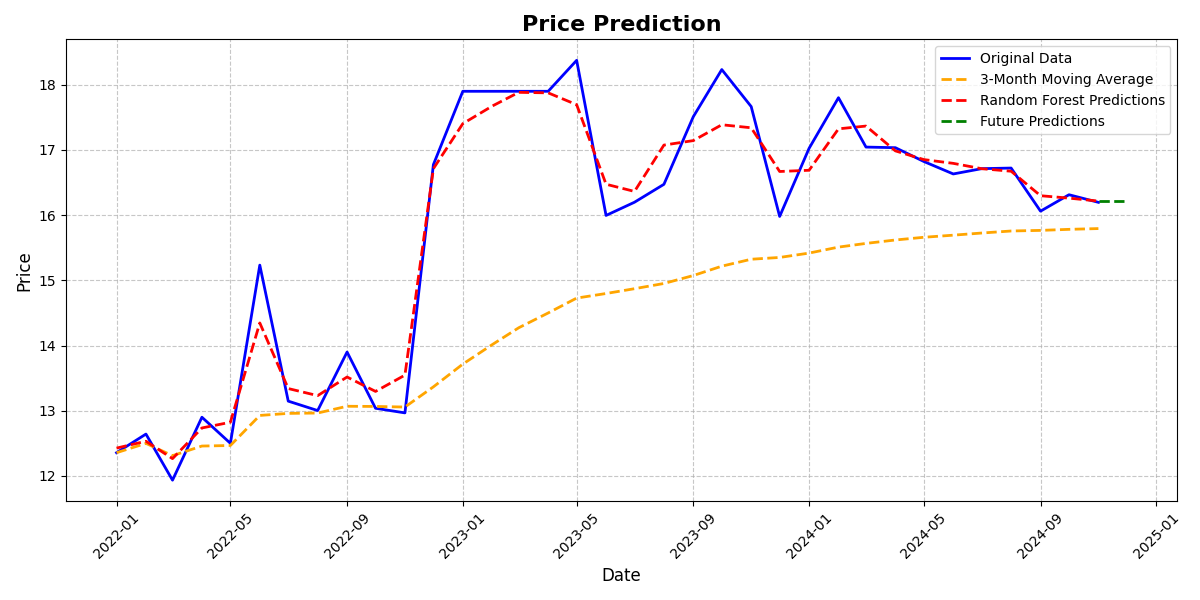 Price Prediction
Original Data
3-Month Moving Average
Random Forest Predictions
Future Predictions
Price
18
17
16
15
14
13
12
2022-01
2022-05
2022-09
2023-01
2023-05
2023-09
2024-01
2024-05
2024-09
2025-01
Date